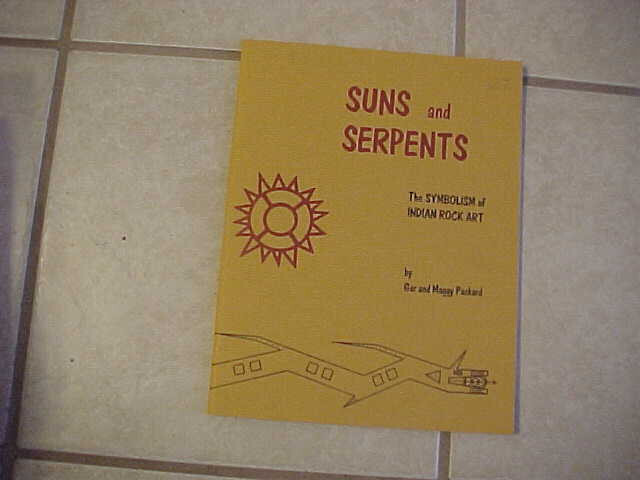 SUNS and
SERPENTS
The SYMBOLISM of
INDIAN ROCK ART
by
Gar and Maggy Packard